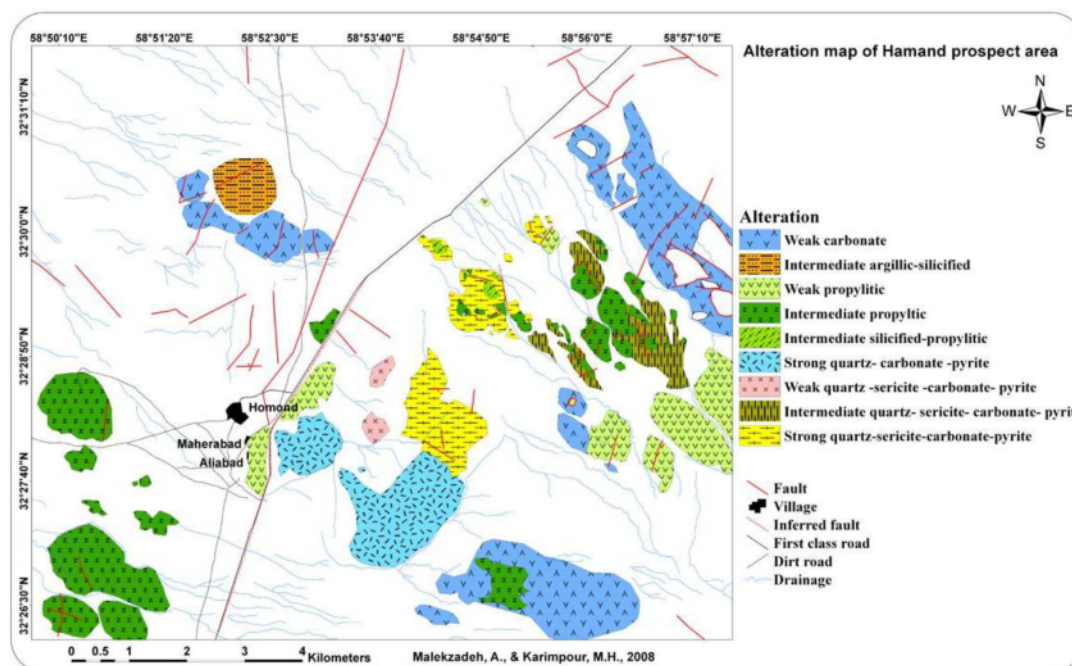 58°50'10"E 58°51'20"E 58°52'30"E 58°53'40"E 58°54'50"E 58°56'0"E 58°57'10"E
Alteration map of Hamand prospect area
N
W E
S
32°31'10"N
32°30'0"N
32°28'50"N
32°27'40"N
32°26'30"N
Homond
Maherabad
Aliabad
Alteration
Weak carbonate
Intermediate argillic-silicified
Weak propylitic
Intermediate propyltic
Intermediate silicified-propylitic
Strong quartz- carbonate -pyrite
Weak quartz -sericite -carbonate- pyrite
Intermediate quartz- sericite- carbonate- pyrit
Strong quartz-sericite-carbonate-pyrite
Fault
Village
Inferred fault
First class road
Dirt road
Drainage
0 0.5 1 2 3 4
Kilometers
Malekzadeh, A., & Karimpour, M.H., 2008